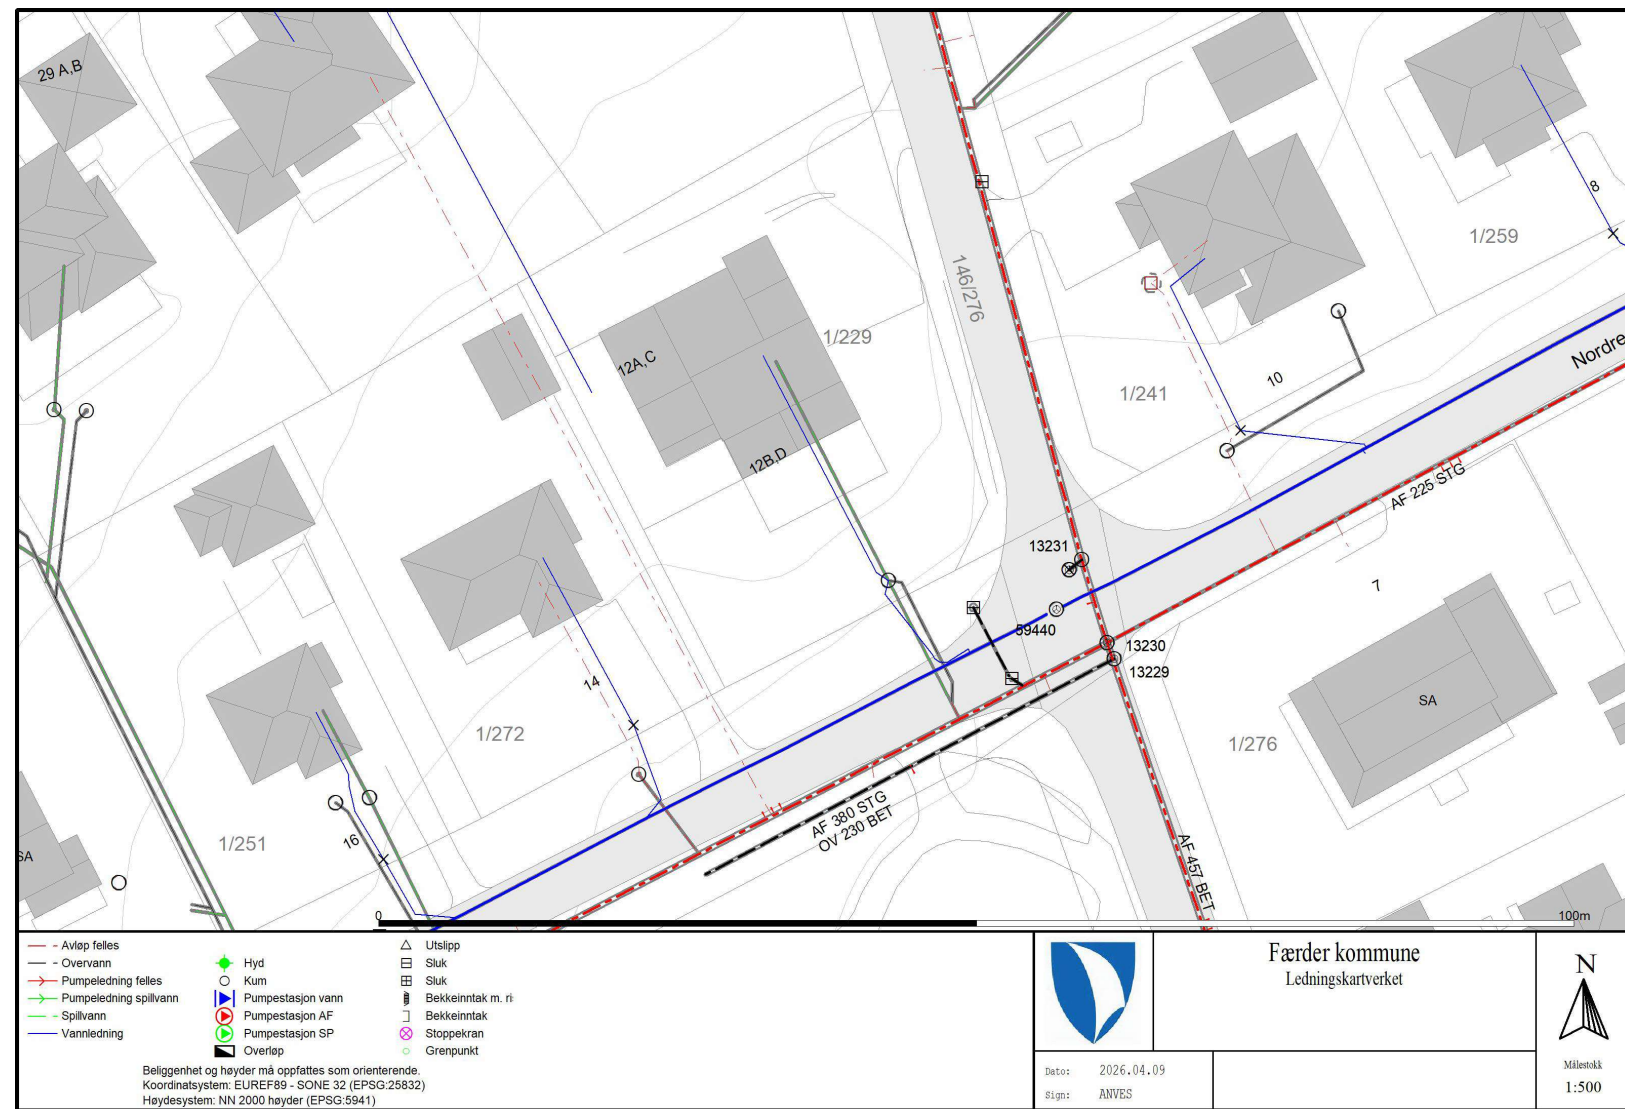 29 A,B
8
1/259
146/276
1/229
12A,C
1/241
10
Nordre
12B,D
AF 225 STG
13231
7
59440
13230
13229
14
SA
1/272
1/276
AF 380 STG
OV 230 BET
16
1/251
AF 457 BET
SA
0
100m
Avløp felles
Overvann
Pumpeledning felles
Pumpeledning spillvann
Spillvann
Vannledning
Hyd
Kum
Pumpestasjon vann
Pumpestasjon AF
Pumpestasjon SP
Overløp
Utslipp
Sluk
Sluk
Bekkeinntak m. ri
Bekkeinntak
Stoppekran
Grenpunkt
Beliggenhet og høyder må oppfattes som orienterende.
Koordinatsystem: EUREF89 - SONE 32 (EPSG:25832)
Høydesystem: NN 2000 høyder (EPSG:5941)
Færder kommune
Ledningskartverket
Dato: 2026.04.09
Sign: ANVES
N
Målestokk
1:500